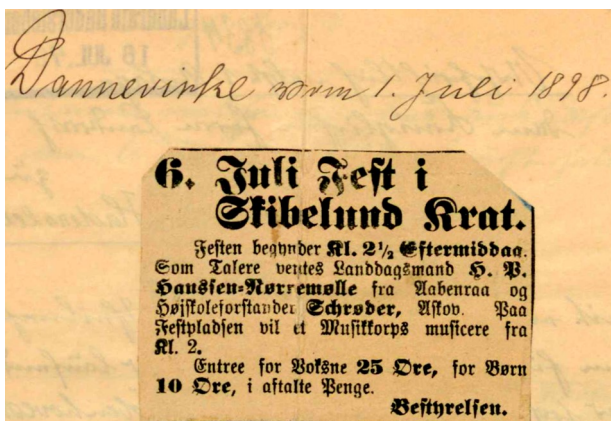 Dannevirke vom 1. Juli 1898.
6. Juli Fest i
Skibelund Krat.
Festen begynder Kl. 2½ Eftermiddag.
Som Talere ventes Landdagsmand H. P.
Hanssen-Nørremølle fra Aabenraa og
Højskoleforstander Schrøder, Askov. Paa
Festpladsen vil et Musikkorps musicere fra
Kl. 2.
Entree for Voksne 25 Øre, for Børn
10 Øre, i aftalte Penge.
Bestyrelsen.